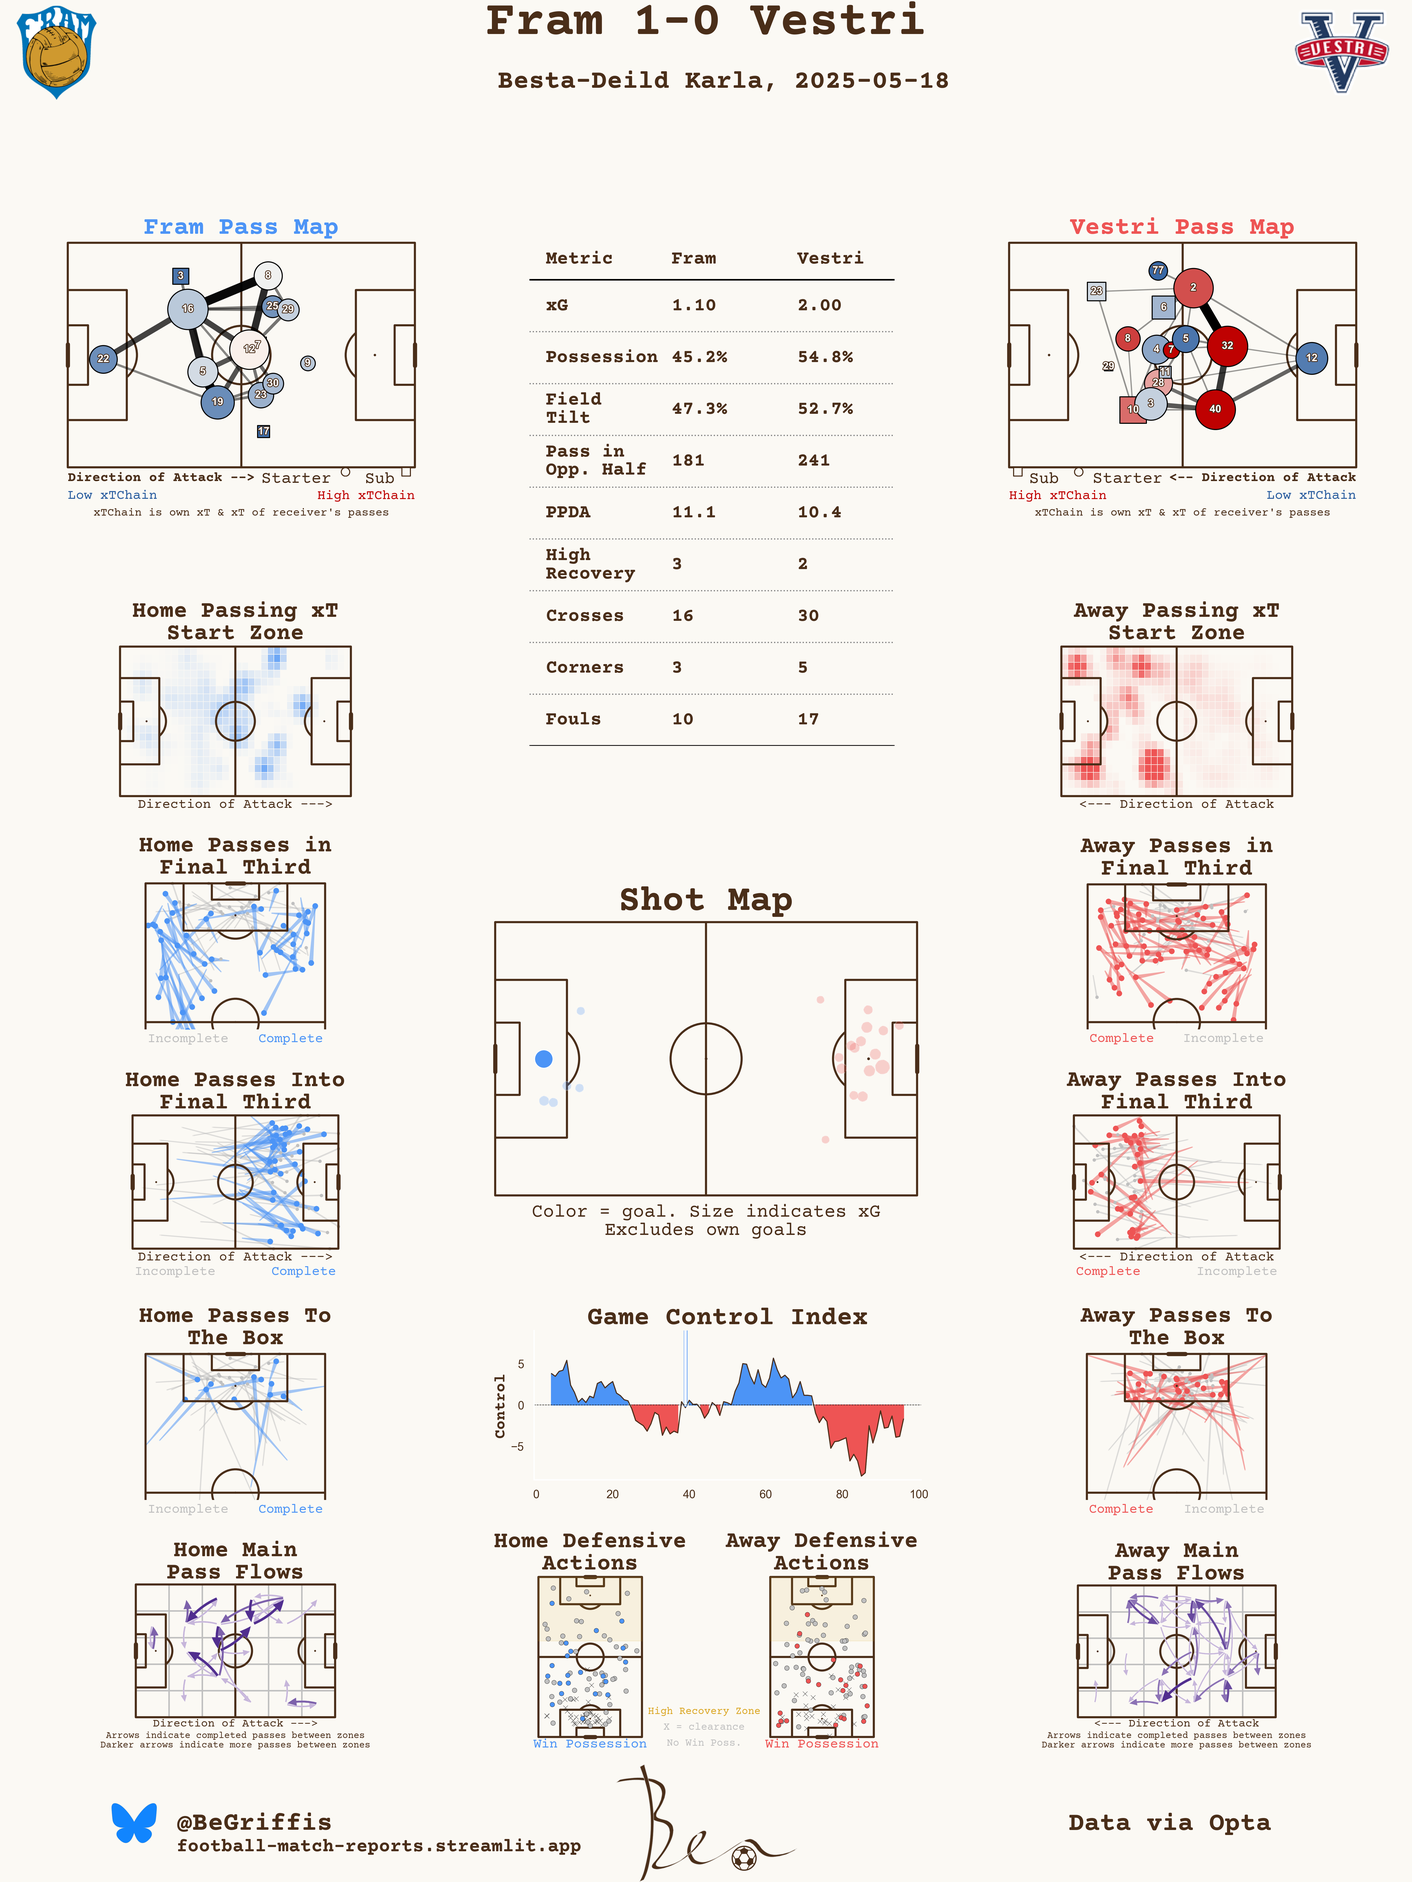 FRAM
Fram 1-0 Vestri
Besta-Deild Karla, 2025-05-18
VESTRI
Fram Pass Map
3
8
16
25
29
12
7
22
5
9
30
23
19
17
Direction of Attack --> Starter Sub
Low xTChain High xTChain
xTChain is own xT & xT of receiver's passes
Metric Fram Vestri
xG 1.10 2.00
Possession 45.2% 54.8%
Field
Tilt 47.3% 52.7%
Pass in
Opp. Half 181 241
PPDA 11.1 10.4
High
Recovery 3 2
Crosses 16 30
Corners 3 5
Fouls 10 17
Vestri Pass Map
77
23
2
6
8
5
4
7
32
12
29
11
28
10
3
40
Sub Starter <-- Direction of Attack
High xTChain Low xTChain
xTChain is own xT & xT of receiver's passes
Home Passing xT
Start Zone
Direction of Attack --->
Away Passing xT
Start Zone
<--- Direction of Attack
Home Passes in
Final Third
Incomplete Complete
Away Passes in
Final Third
Complete Incomplete
Shot Map
Color = goal. Size indicates xG
Excludes own goals
Home Passes Into
Final Third
Direction of Attack --->
Incomplete Complete
Away Passes Into
Final Third
<--- Direction of Attack
Complete Incomplete
Home Passes To
The Box
Incomplete Complete
Game Control Index
Control
5
0
−5
0 20 40 60 80 100
Away Passes To
The Box
Complete Incomplete
Home Main
Pass Flows
Direction of Attack --->
Arrows indicate completed passes between zones
Darker arrows indicate more passes between zones
Home Defensive
Actions
Win Possession
High Recovery Zone
X = clearance
No Win Poss.
Away Defensive
Actions
Win Possession
Away Main
Pass Flows
<--- Direction of Attack
Arrows indicate completed passes between zones
Darker arrows indicate more passes between zones
@BeGriffis
football-match-reports.streamlit.app
Ben
Data via Opta